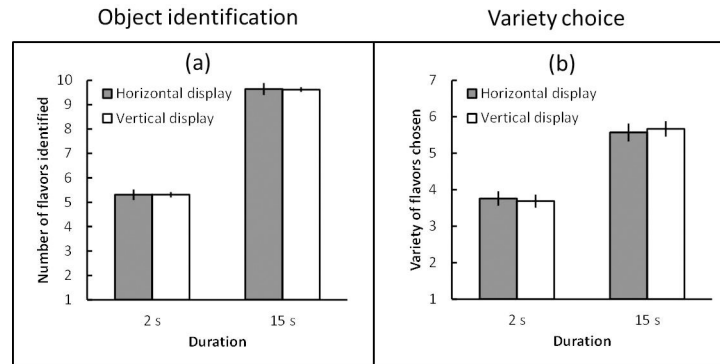 Object identification
Variety choice
(a)
Horizontal display
Vertical display
Number of flavors identified
10
9
8
7
6
5
4
3
2
1
2 s
15 s
Duration
(b)
Horizontal display
Vertical display
Variety of flavors chosen
7
6
5
4
3
2
1
2 s
15 s
Duration